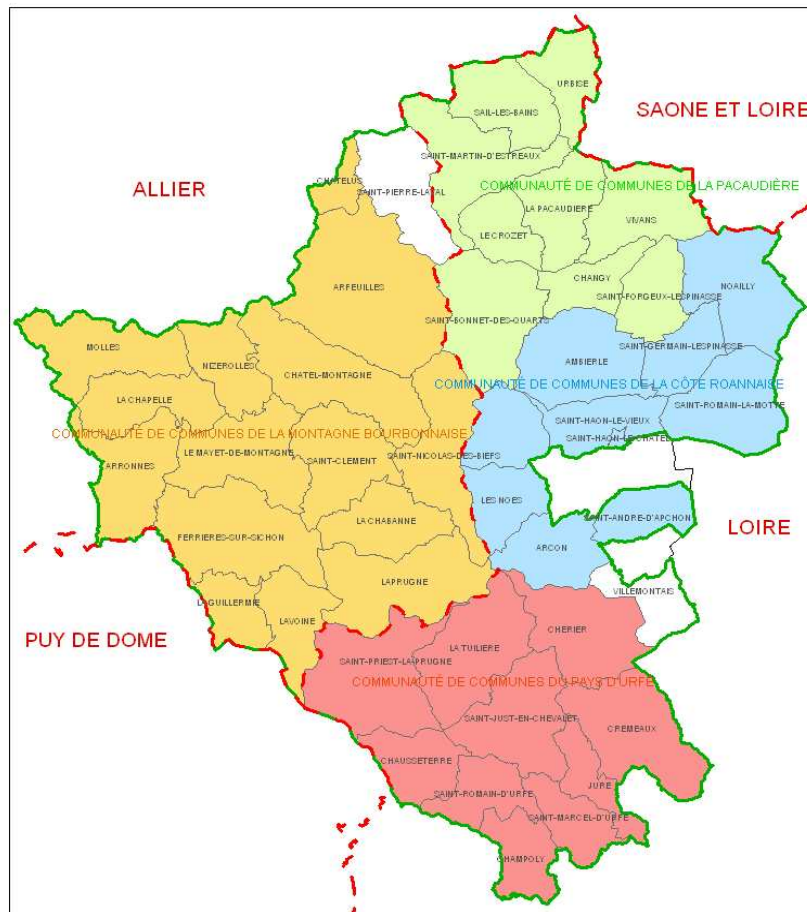 URBISE
SAIL-LES-BAINS
SAONE ET LOIRE
SAINT-MARTIN-D'ESTREAUX
CHATELUS
ALLIER
SAINT-PIERRE-LAVAL
COMMUNAUTÉ DE COMMUNES DE LA PACAUDIÈRE
LA PACAUDIERE
VIVANS
LE CROZET
CHANGY
ARFEUILLES
NOAILLY
SAINT-FORGEUX-LESPINASSE
SAINT-BONNET-DES-QUARTS
MOLLES
SAINT-GERMAIN-LESPINASSE
NIZEROLLES
AMBIERLE
CHATEL-MONTAGNE
COMMUNAUTÉ DE COMMUNES DE LA CÔTE ROANNAISE
LA CHAPELLE
SAINT-ROMAIN-LA-MOTTE
SAINT-HAON-LE-VIEUX
COMMUNAUTÉ DE COMMUNES DE LA MONTAGNE BOURBONNAISE
SAINT-HAON-LE-CHATEL
LE MAYET-DE-MONTAGNE
SAINT-NICOLAS-DES-BIEFS
ARRONNES
SAINT-CLEMENT
LES NOES
SAINT-ANDRE-D'APCHON
LA CHABANNE
LOIRE
FERRIERES-SUR-SICHON
ARCON
LAPRUGNE
VILLEMONTAIS
LA GUILLERMIE
LAVOINE
CHERIER
PUY DE DOME
LA TUILIERE
SAINT-PRIEST-LA-PRUGNE
COMMUNAUTÉ DE COMMUNES DU PAYS D'URFE
SAINT-JUST-EN-CHEVALET
CREMEAUX
CHAUSSETERRE
JURE
SAINT-ROMAIN-D'URFE
SAINT-MARCEL-D'URFE
CHAMPOLY